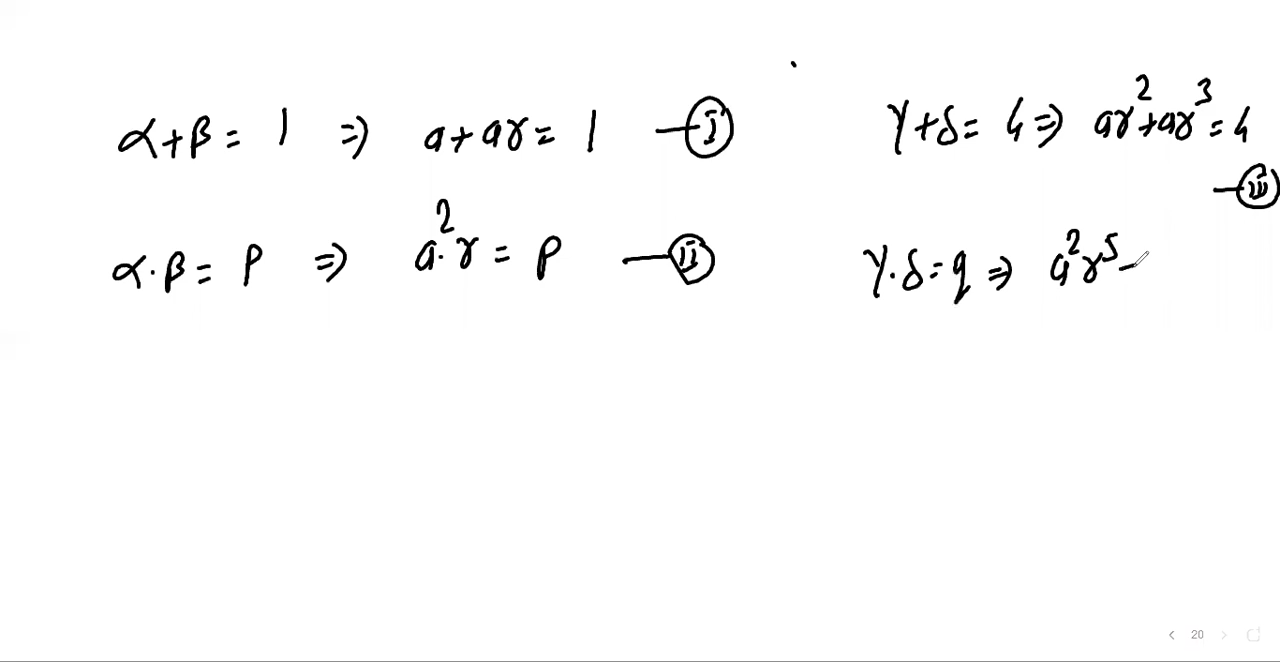 α+β = 1 ⇒ a+ar = 1 —(I)
α·β = p ⇒ a²·r = p —(II)
γ+δ = 4 ⇒ ar²+ar³ = 4
—(III)
γ·δ = q ⇒ a²r⁵ –
< 20 >